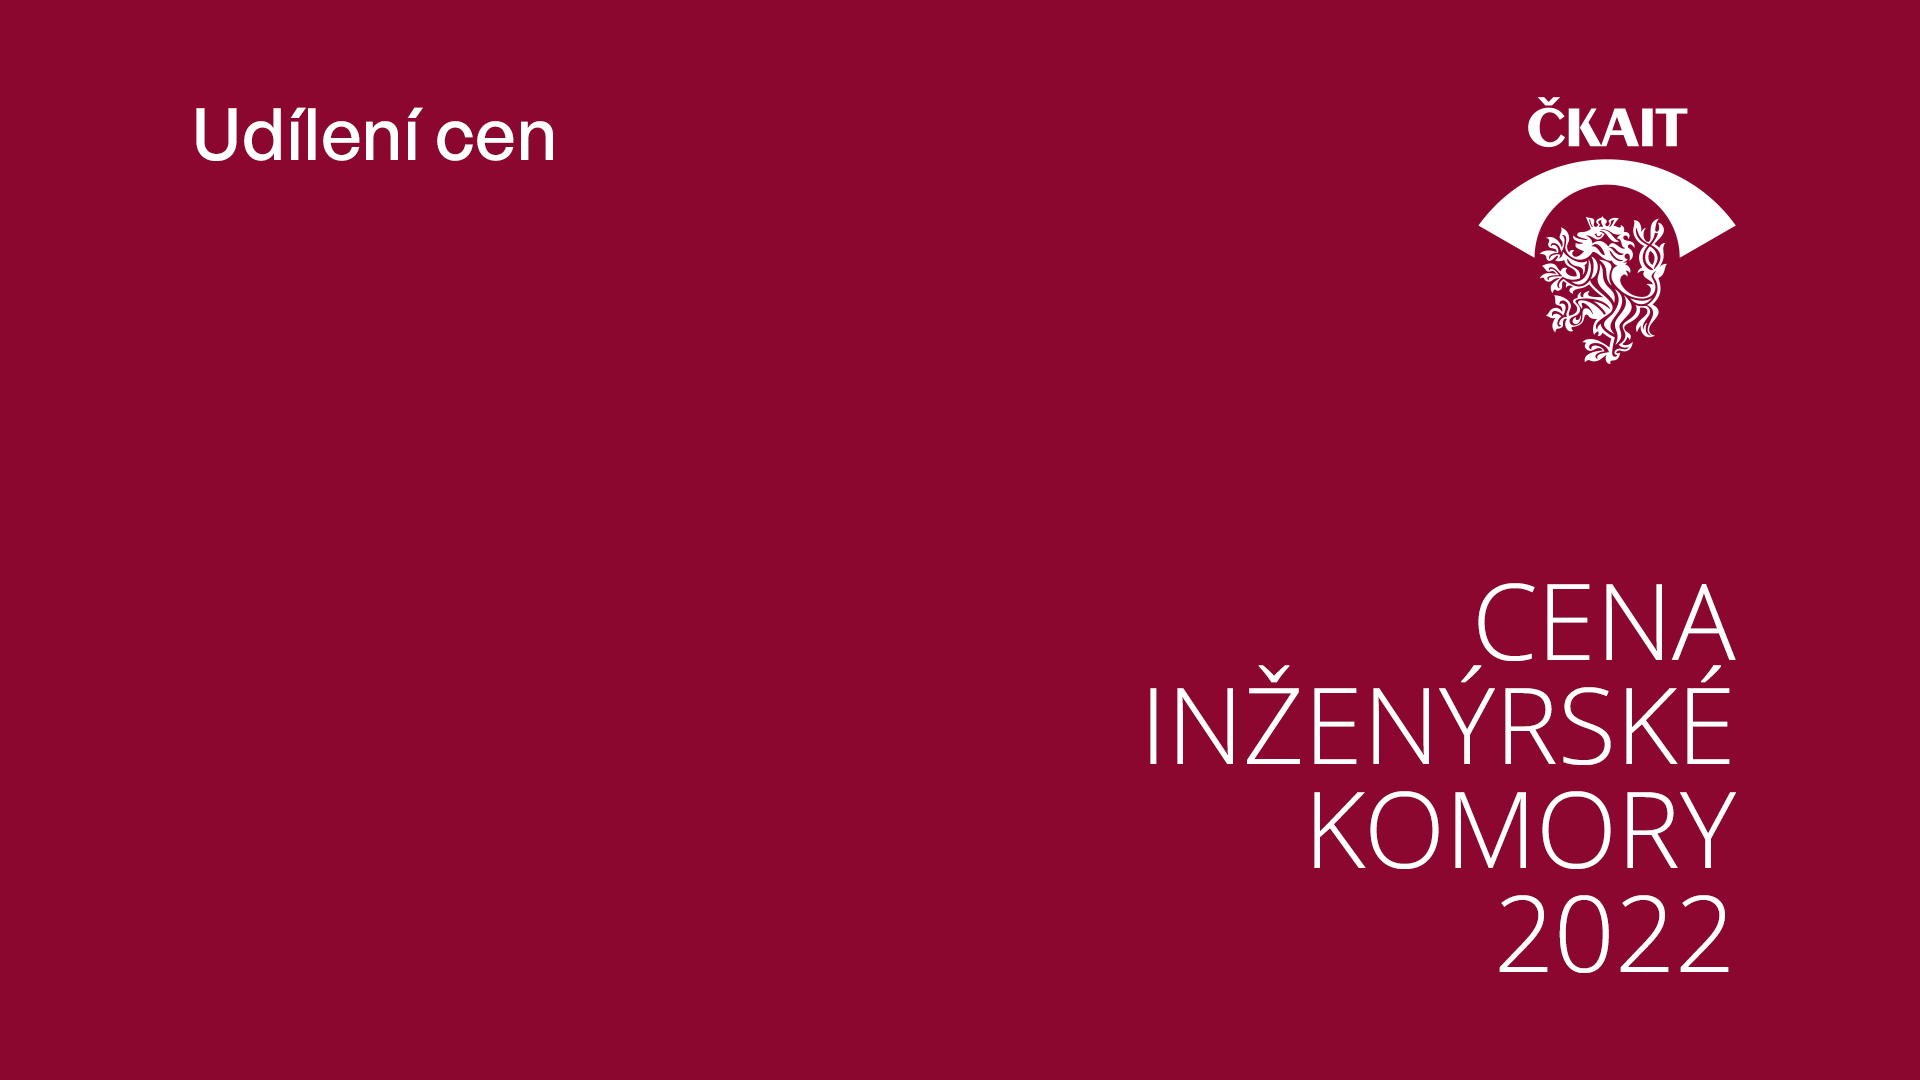 Udílení cen
ČKAIT
CENA
INŽENÝRSKÉ
KOMORY
2022